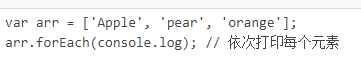 var arr = ['Apple', 'pear', 'orange'];
arr.forEach(console.log); // 依次打印每个元素